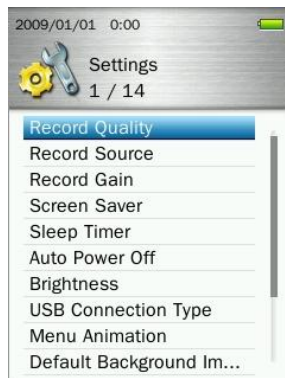 2009/01/01 0:00
Settings
1 / 14
Record Quality
Record Source
Record Gain
Screen Saver
Sleep Timer
Auto Power Off
Brightness
USB Connection Type
Menu Animation
Default Background Im...